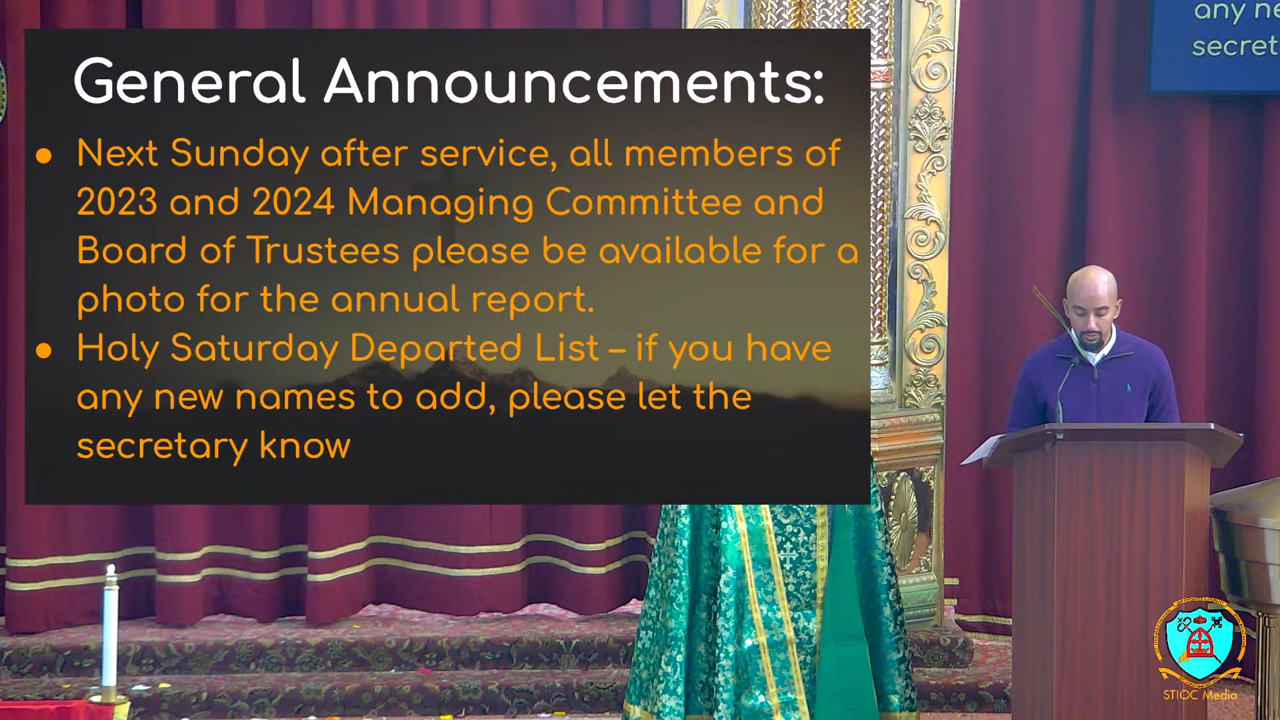 General Announcements:
● Next Sunday after service, all members of
2023 and 2024 Managing Committee and
Board of Trustees please be available for a
photo for the annual report.
● Holy Saturday Departed List – if you have
any new names to add, please let the
secretary know
any ne
secret
STIOC Media